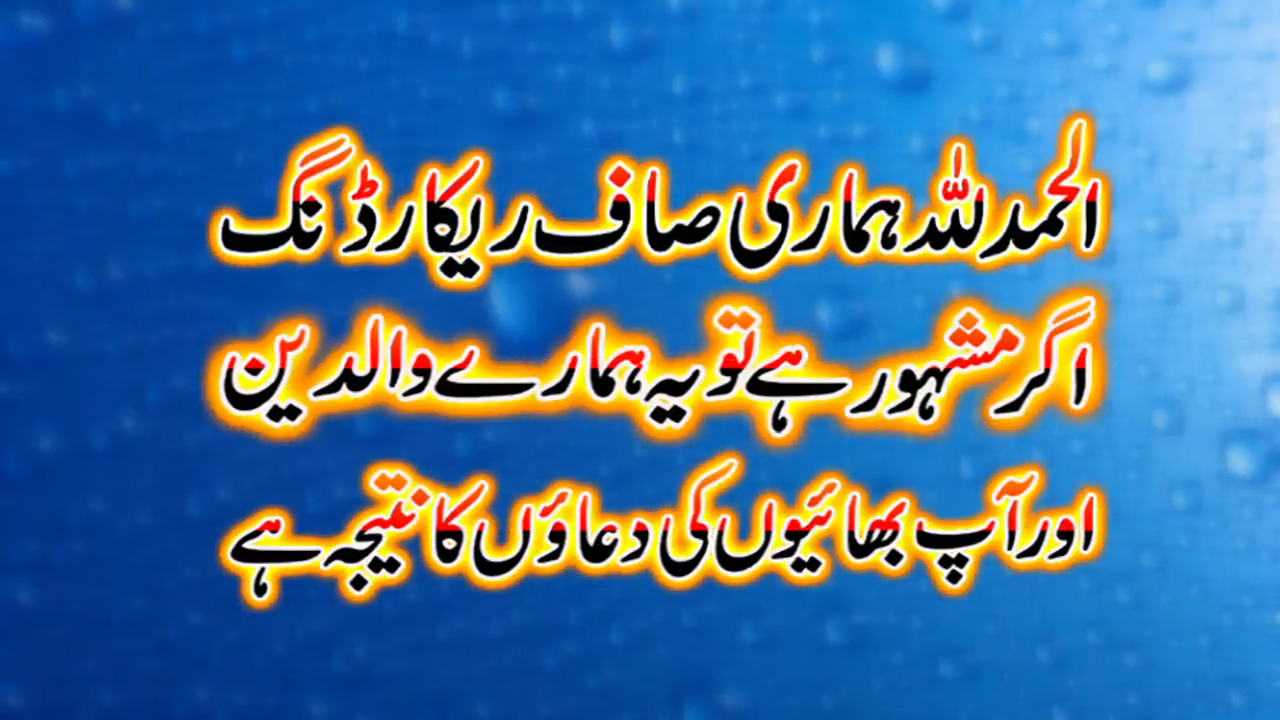 الحمدللہ ہماری صاف ریکارڈنگ
اگر مشہور ہے تو یہ ہمارے والدین
اور آپ بھائیوں کی دعاؤں کا نتیجہ ہے